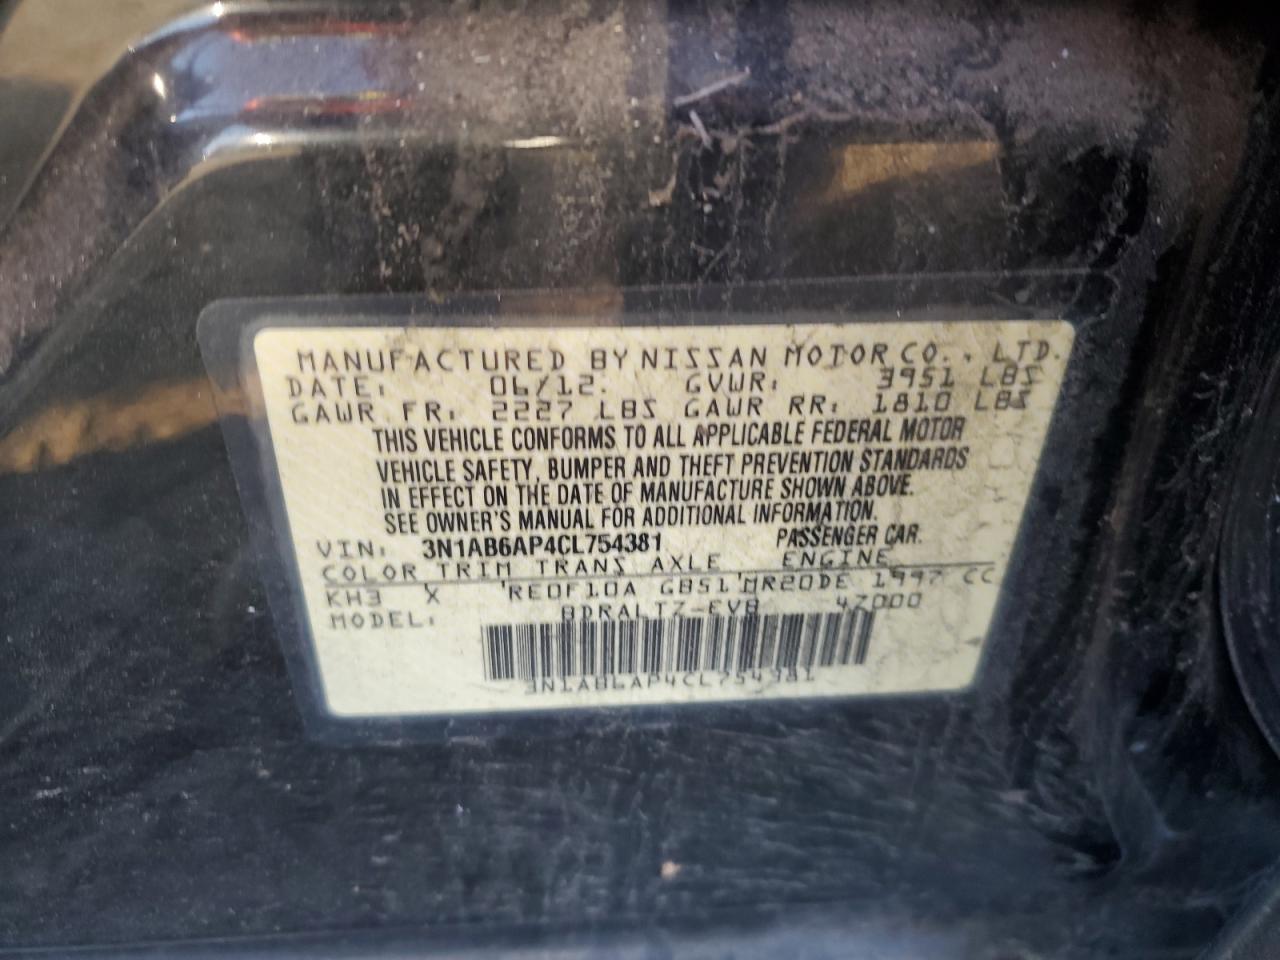 MANUFACTURED BY NISSAN MOTOR CO., LTD.
DATE: 06/12 GVWR: 3951 LBS
GAWR FR: 2227 LBS GAWR RR: 1810 LBS
THIS VEHICLE CONFORMS TO ALL APPLICABLE FEDERAL MOTOR
VEHICLE SAFETY, BUMPER AND THEFT PREVENTION STANDARDS
IN EFFECT ON THE DATE OF MANUFACTURE SHOWN ABOVE.
SEE OWNER'S MANUAL FOR ADDITIONAL INFORMATION.
VIN: 3N1AB6AP4CL754381 PASSENGER CAR.
COLOR TRIM TRANS AXLE ENGINE
KH3 X RE0F10A GB51 MR20DE 1997 CC
MODEL: BDRALTZ-EVB 47000
3N1AB6AP4CL754381